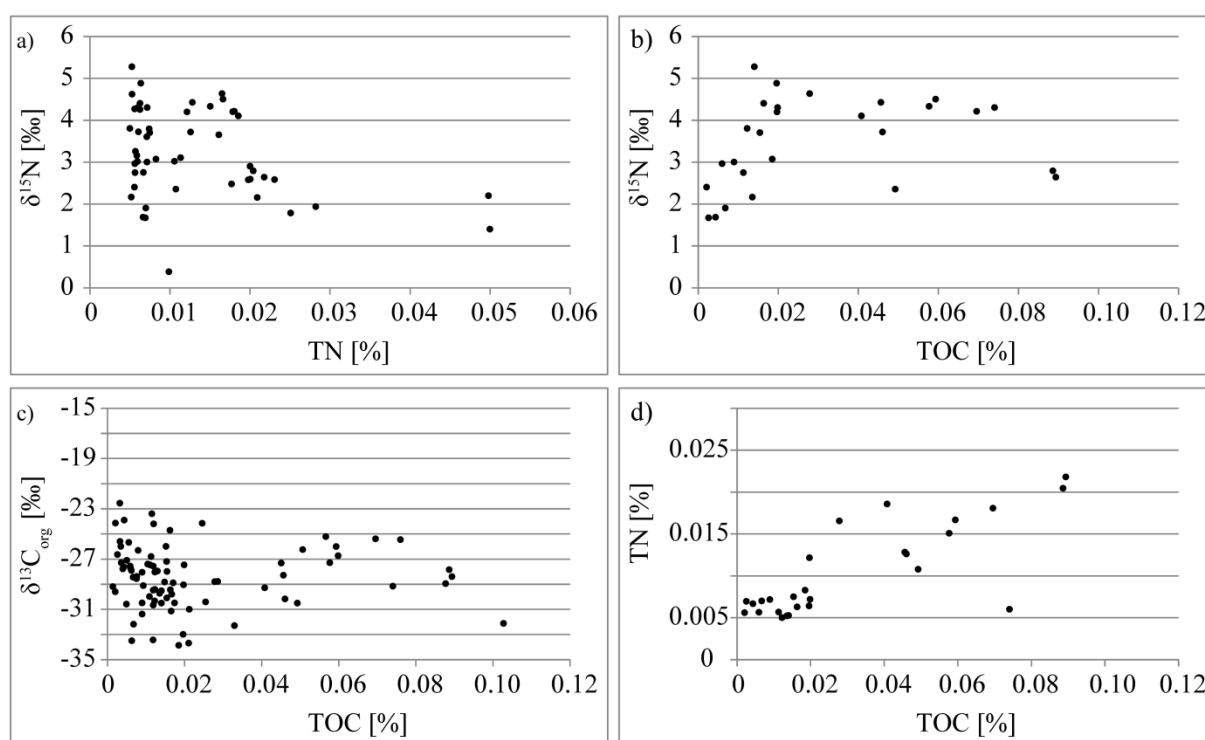 a)
6
5
4
3
2
1
0
δ¹⁵N [‰]
0 0.01 0.02 0.03 0.04 0.05 0.06
TN [%]
b)
6
5
4
3
2
1
0
δ¹⁵N [‰]
0 0.02 0.04 0.06 0.08 0.10 0.12
TOC [%]
c)
-15
-19
-23
-27
-31
-35
δ¹³Corg [‰]
0 0.02 0.04 0.06 0.08 0.10 0.12
TOC [%]
d)
0.025
0.015
0.005
0
TN [%]
0 0.02 0.04 0.06 0.08 0.10 0.12
TOC [%]